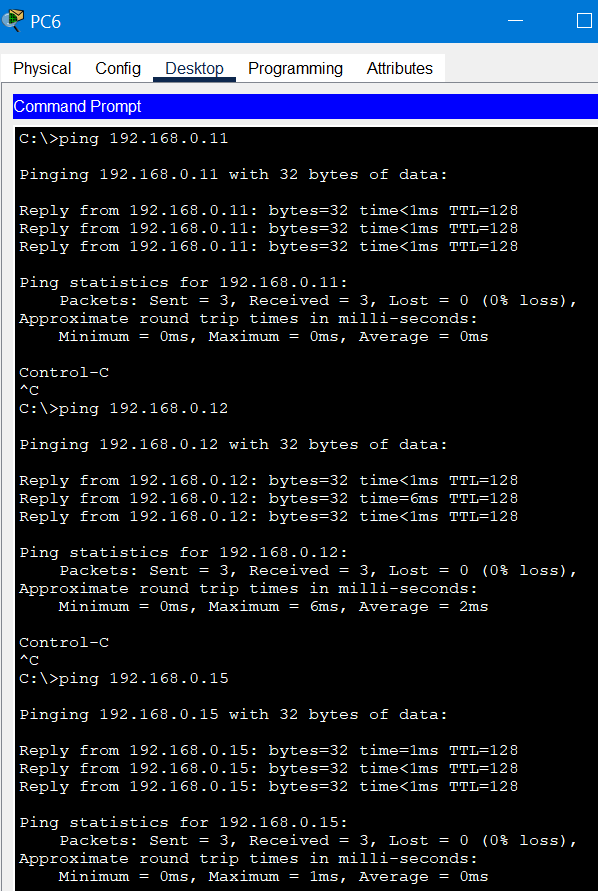 PC6
Physical Config Desktop Programming Attributes
Command Prompt
C:\>ping 192.168.0.11
Pinging 192.168.0.11 with 32 bytes of data:
Reply from 192.168.0.11: bytes=32 time<1ms TTL=128
Reply from 192.168.0.11: bytes=32 time<1ms TTL=128
Reply from 192.168.0.11: bytes=32 time<1ms TTL=128
Ping statistics for 192.168.0.11:
    Packets: Sent = 3, Received = 3, Lost = 0 (0% loss),
Approximate round trip times in milli-seconds:
    Minimum = 0ms, Maximum = 0ms, Average = 0ms
Control-C
^C
C:\>ping 192.168.0.12
Pinging 192.168.0.12 with 32 bytes of data:
Reply from 192.168.0.12: bytes=32 time<1ms TTL=128
Reply from 192.168.0.12: bytes=32 time=6ms TTL=128
Reply from 192.168.0.12: bytes=32 time<1ms TTL=128
Ping statistics for 192.168.0.12:
    Packets: Sent = 3, Received = 3, Lost = 0 (0% loss),
Approximate round trip times in milli-seconds:
    Minimum = 0ms, Maximum = 6ms, Average = 2ms
Control-C
^C
C:\>ping 192.168.0.15
Pinging 192.168.0.15 with 32 bytes of data:
Reply from 192.168.0.15: bytes=32 time=1ms TTL=128
Reply from 192.168.0.15: bytes=32 time<1ms TTL=128
Reply from 192.168.0.15: bytes=32 time<1ms TTL=128
Ping statistics for 192.168.0.15:
    Packets: Sent = 3, Received = 3, Lost = 0 (0% loss),
Approximate round trip times in milli-seconds:
    Minimum = 0ms, Maximum = 1ms, Average = 0ms